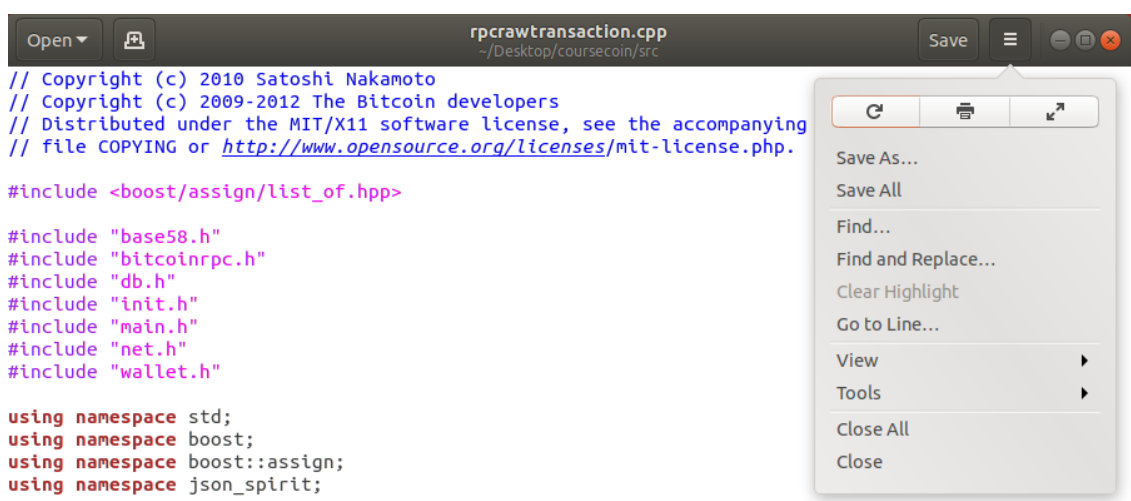 Open
rpcrawtransaction.cpp
~/Desktop/coursecoin/src
Save
// Copyright (c) 2010 Satoshi Nakamoto
// Copyright (c) 2009-2012 The Bitcoin developers
// Distributed under the MIT/X11 software license, see the accompanying
// file COPYING or http://www.opensource.org/licenses/mit-license.php.
#include <boost/assign/list_of.hpp>
#include "base58.h"
#include "bitcoinrpc.h"
#include "db.h"
#include "init.h"
#include "main.h"
#include "net.h"
#include "wallet.h"
using namespace std;
using namespace boost;
using namespace boost::assign;
using namespace json_spirit;
Save As...
Save All
Find...
Find and Replace...
Clear Highlight
Go to Line...
View
Tools
Close All
Close